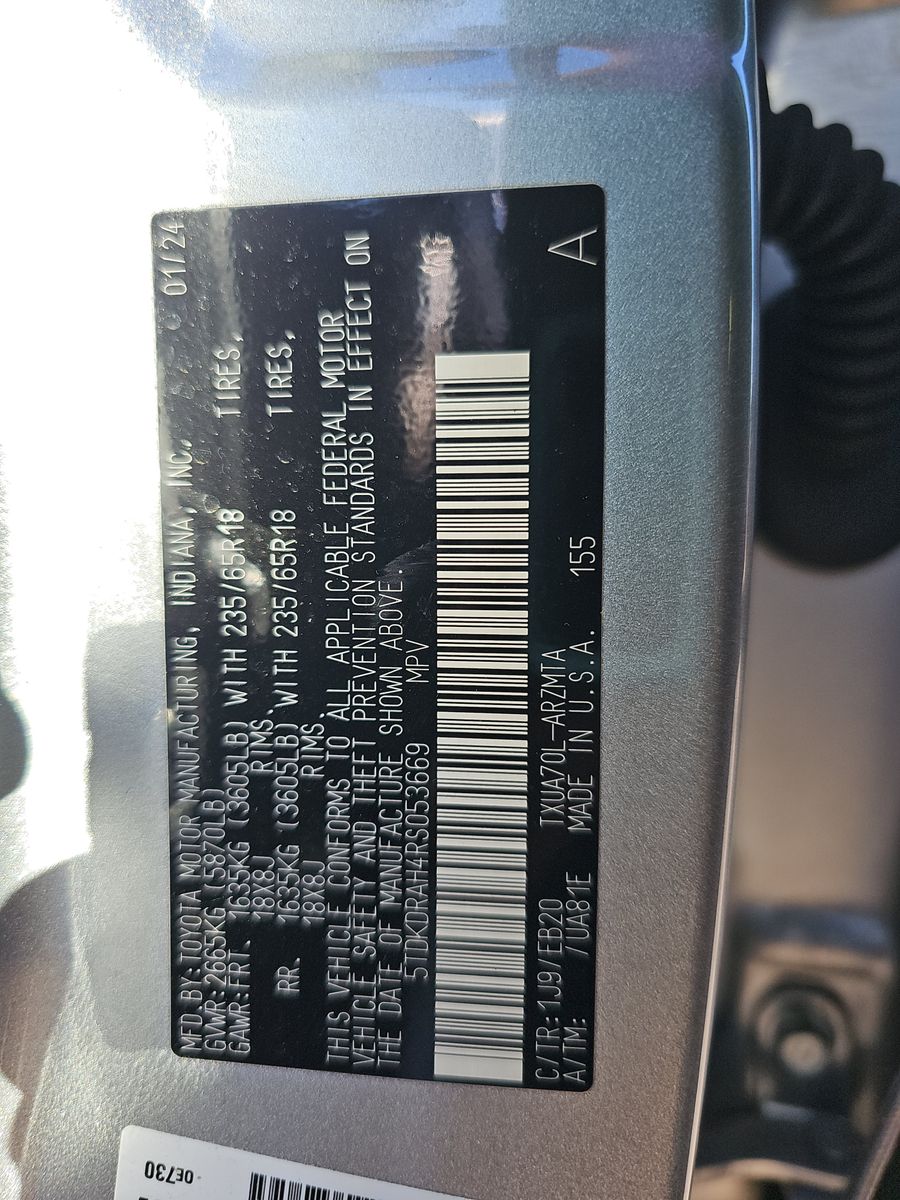 MFD.BY:TOYOTA MOTOR MANUFACTURING, INDIANA, INC. 01/24
GVWR:2665KG (5870LB)
GAWR:FRT. 1635KG (3605LB) WITH 235/65R18 TIRES,
18X8J RIMS.
RR. 1635KG (3605LB) WITH 235/65R18 TIRES,
18X8J RIMS.
THIS VEHICLE CONFORMS TO ALL APPLICABLE FEDERAL MOTOR
VEHICLE SAFETY AND THEFT PREVENTION STANDARDS IN EFFECT ON
THE DATE OF MANUFACTURE SHOWN ABOVE.
5TDKDRAH4RS053669 MPV
C/TR:1J9/EB20 TXUA70L-ARZMTA A
A/TM: /UA81E MADE IN U.S.A. 155
0E730